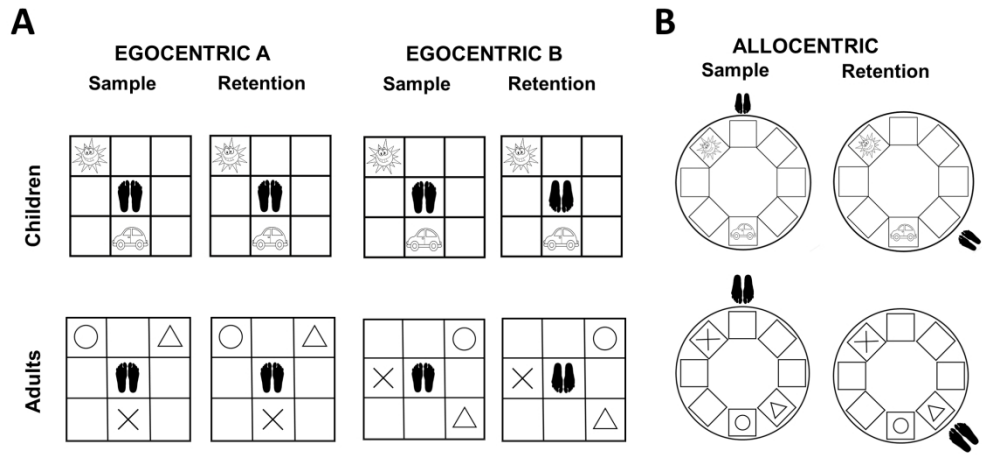 A
EGOCENTRIC A
Sample
Retention
EGOCENTRIC B
Sample
Retention
B
ALLOCENTRIC
Sample
Retention
Children
Adults